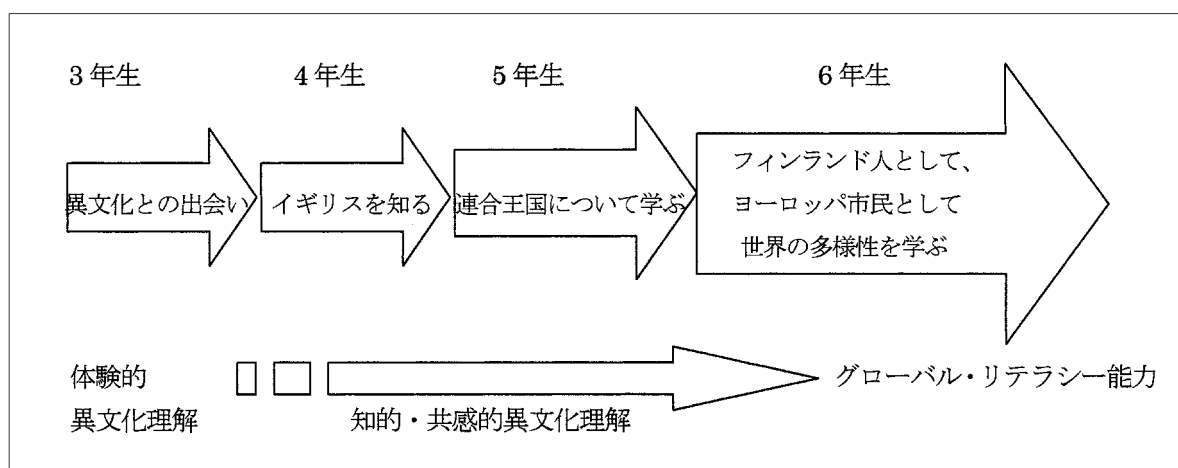 3年生
4年生
5年生
6年生
異文化との出会い
イギリスを知る
連合王国について学ぶ
フィンランド人として、
ヨーロッパ市民として
世界の多様性を学ぶ
体験的
異文化理解
知的・共感的異文化理解
グローバル・リテラシー能力